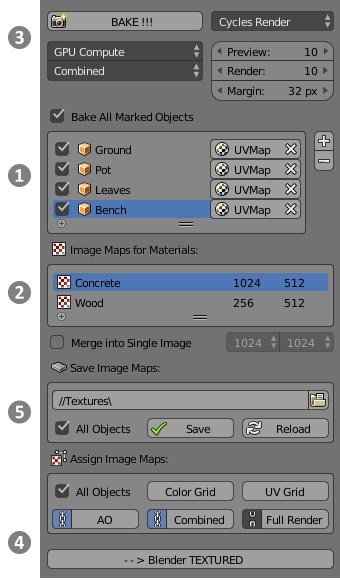 3
BAKE !!!
Cycles Render
GPU Compute
Combined
Preview: 10
Render: 10
Margin: 32 px
Bake All Marked Objects
1
Ground UVMap
Pot UVMap
Leaves UVMap
Bench UVMap
Image Maps for Materials:
2
Concrete 1024 512
Wood 256 512
Merge into Single Image 1024 1024
Save Image Maps:
5
//Textures\
All Objects Save Reload
Assign Image Maps:
All Objects Color Grid UV Grid
AO Combined Full Render
4
--> Blender TEXTURED